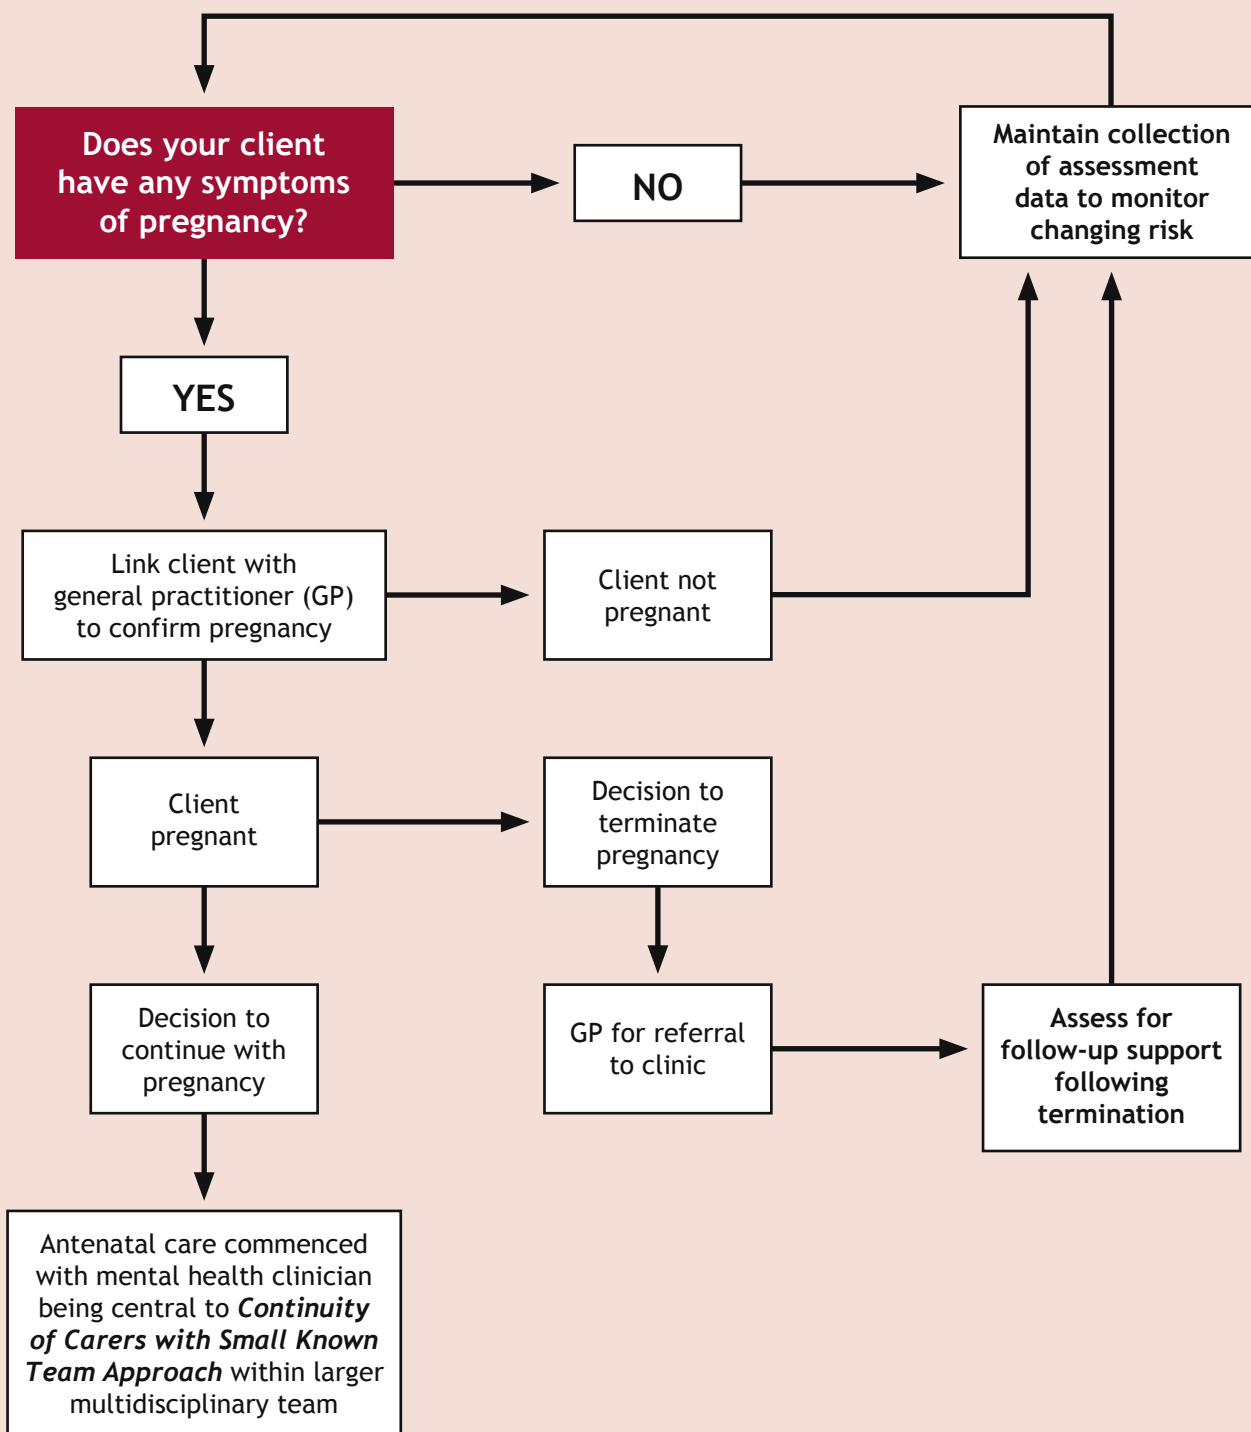 Does your client
have any symptoms
of pregnancy?
NO
Maintain collection
of assessment
data to monitor
changing risk
YES
Link client with
general practitioner (GP)
to confirm pregnancy
Client not
pregnant
Client
pregnant
Decision to
terminate
pregnancy
Decision to
continue with
pregnancy
GP for referral
to clinic
Assess for
follow-up support
following
termination
Antenatal care commenced
with mental health clinician
being central to Continuity
of Carers with Small Known
Team Approach within larger
multidisciplinary team